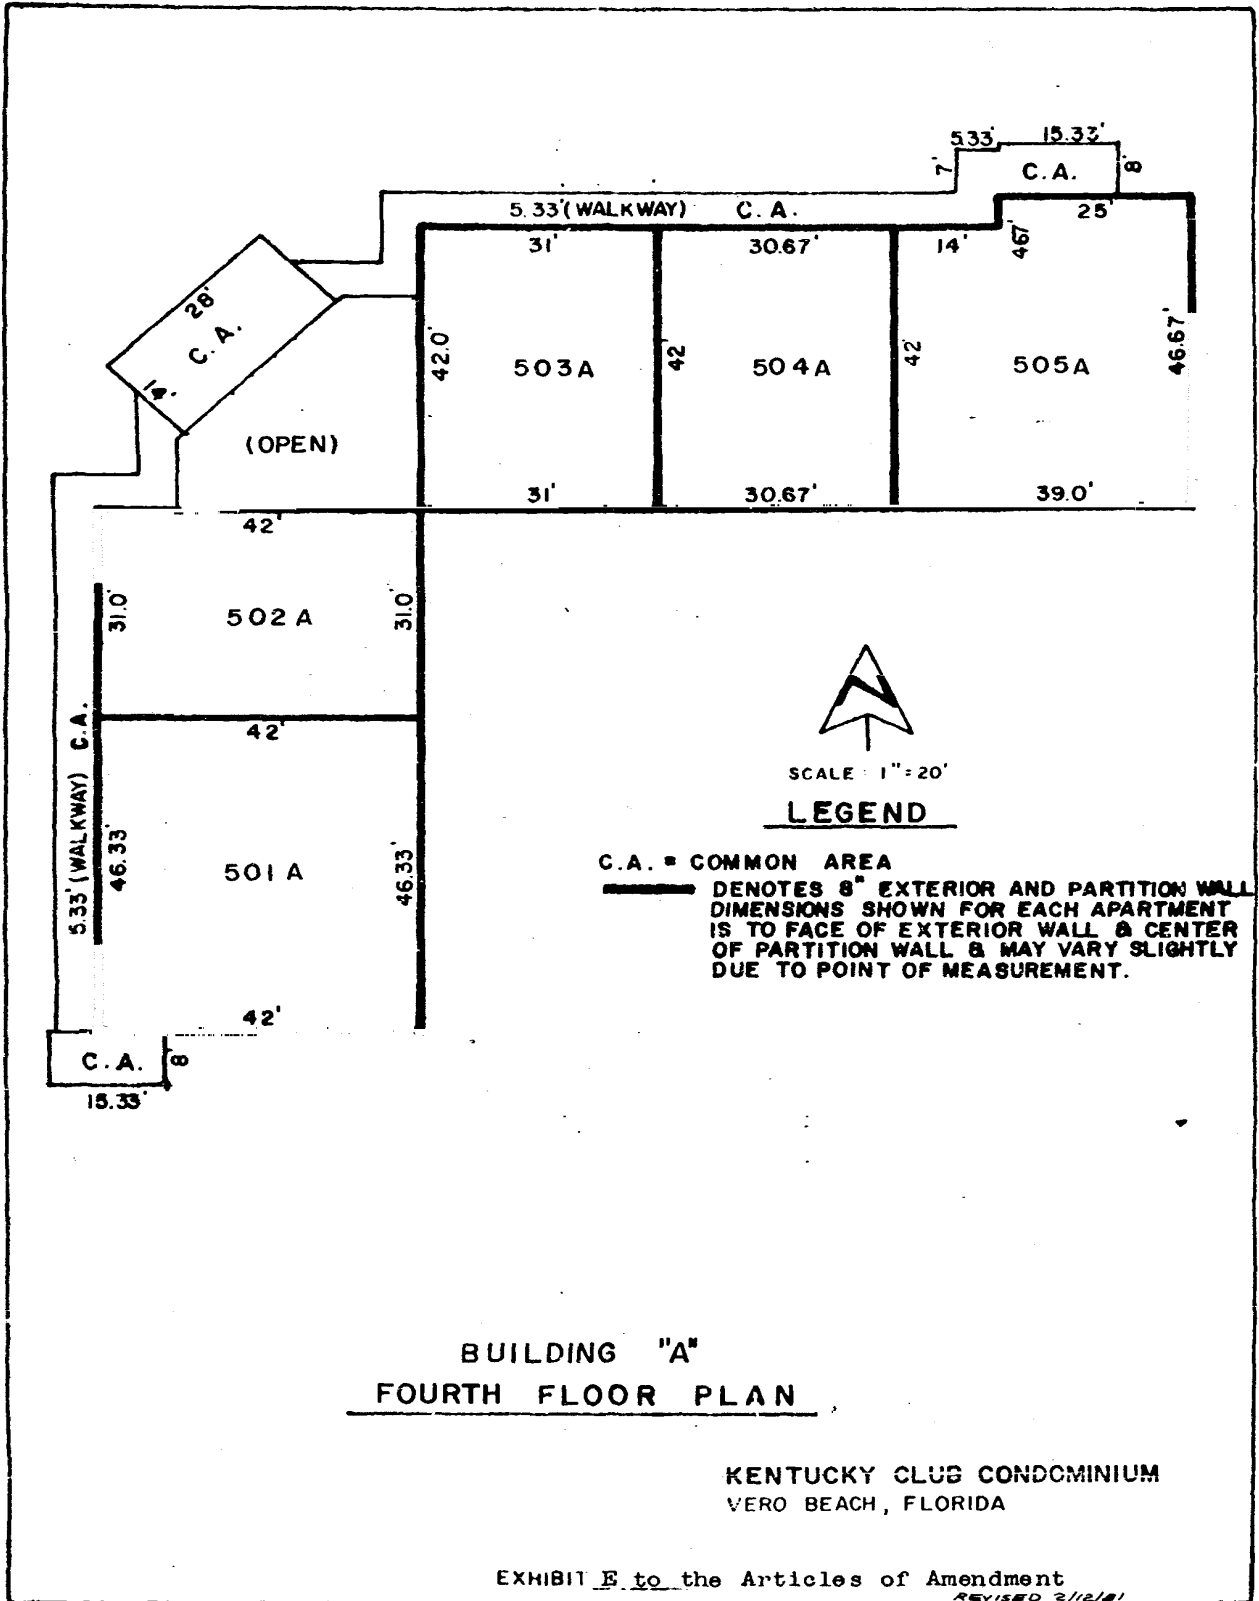 5.33' 15.33'
7' C.A. 8'
5.33'(WALKWAY) C.A. 25'
31' 30.67' 14' 4.67'
28'
C.A.
14'
42.0' 503A 42' 504A 42' 505A 46.67'
(OPEN)
31' 30.67' 39.0'
42'
31.0' 502A 31.0'
42'
5.33'(WALKWAY) C.A.
46.33' 501A 46.33'
42'
C.A. 8'
15.33'
N
SCALE : 1"=20'
LEGEND
C.A. = COMMON AREA
DENOTES 8" EXTERIOR AND PARTITION WALL
DIMENSIONS SHOWN FOR EACH APARTMENT
IS TO FACE OF EXTERIOR WALL & CENTER
OF PARTITION WALL & MAY VARY SLIGHTLY
DUE TO POINT OF MEASUREMENT.
BUILDING "A"
FOURTH FLOOR PLAN
KENTUCKY CLUB CONDOMINIUM
VERO BEACH, FLORIDA
EXHIBIT E to the Articles of Amendment
REVISED 2/12/81